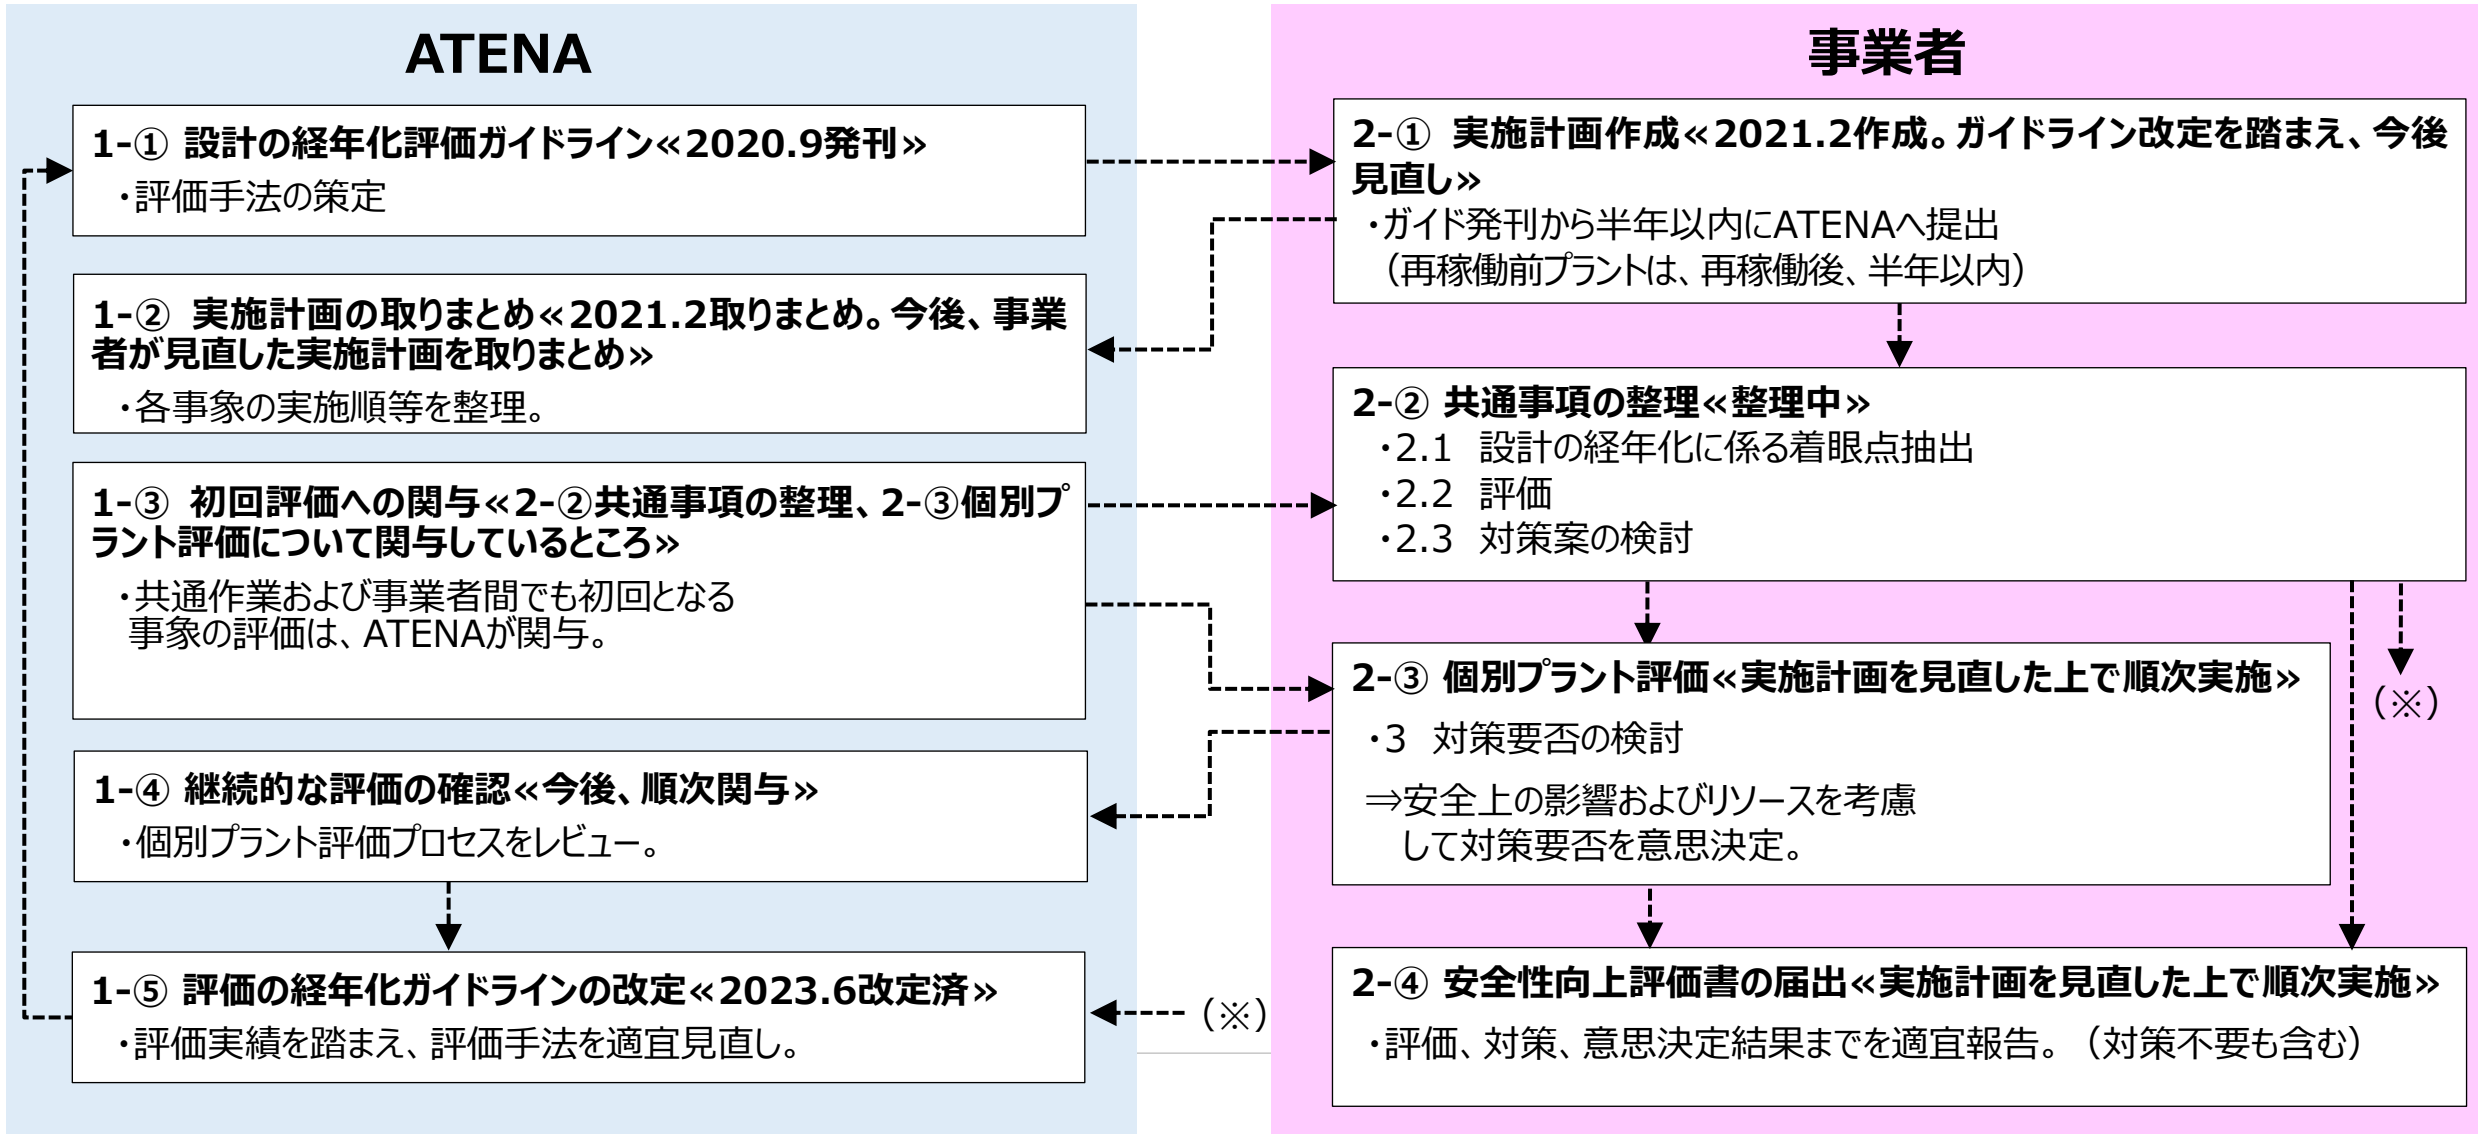 ATENA
1-① 設計の経年化評価ガイドライン≪2020.9発刊≫
・評価手法の策定
1-② 実施計画の取りまとめ≪2021.2取りまとめ。今後、事業
者が見直した実施計画を取りまとめ≫
・各事象の実施順等を整理。
1-③ 初回評価への関与≪2-②共通事項の整理、2-③個別プ
ラント評価について関与しているところ≫
・共通作業および事業者間でも初回となる
事象の評価は、ATENAが関与。
1-④ 継続的な評価の確認≪今後、順次関与≫
・個別プラント評価プロセスをレビュー。
1-⑤ 評価の経年化ガイドラインの改定≪2023.6改定済≫
・評価実績を踏まえ、評価手法を適宜見直し。
（※）
事業者
2-① 実施計画作成≪2021.2作成。ガイドライン改定を踏まえ、今後
見直し≫
・ガイド発刊から半年以内にATENAへ提出
（再稼働前プラントは、再稼働後、半年以内）
2-② 共通事項の整理≪整理中≫
・2.1　設計の経年化に係る着眼点抽出
・2.2　評価
・2.3　対策案の検討
2-③ 個別プラント評価≪実施計画を見直した上で順次実施≫
・3　対策要否の検討
⇒安全上の影響およびリソースを考慮
して対策要否を意思決定。
（※）
2-④ 安全性向上評価書の届出≪実施計画を見直した上で順次実施≫
・評価、対策、意思決定結果までを適宜報告。（対策不要も含む）